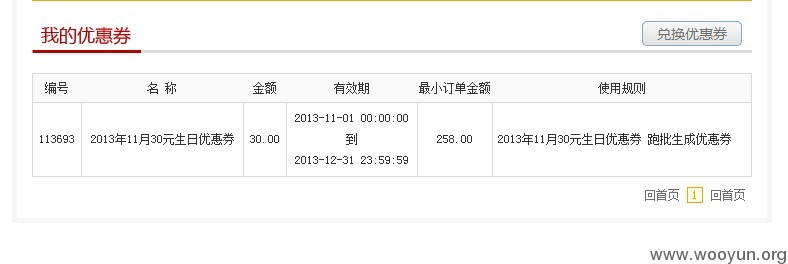 我的优惠券
兑换优惠券
编号 名 称 金额 有效期 最小订单金额 使用规则
113693 2013年11月30元生日优惠券 30.00 2013-11-01 00:00:00 到 2013-12-31 23:59:59 258.00 2013年11月30元生日优惠券 跑批生成优惠券
回首页 1 回首页
www.wooyun.org